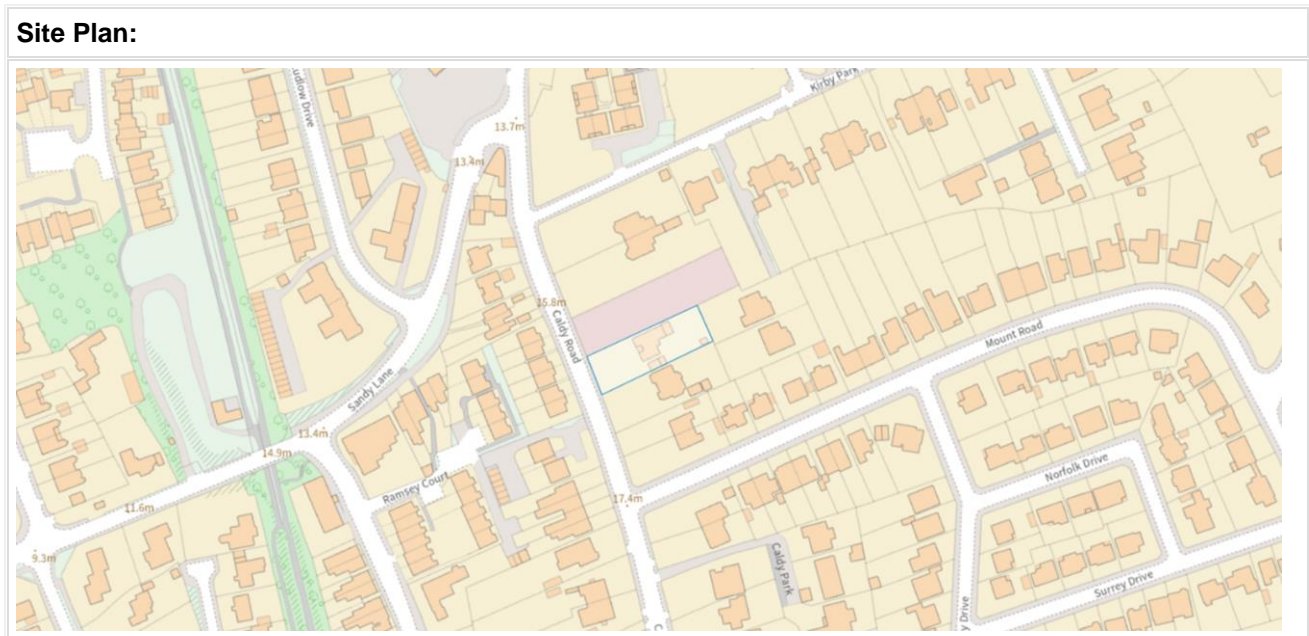 Site Plan:
Ludlow Drive
Kirby Park
13.7m
13.4m
15.8m
Caldy Road
Mount Road
Sandy Lane
13.4m
14.9m
Ramsey Court
Norfolk Drive
17.4m
11.6m
9.3m
Caldy Park
Surrey Drive
y Drive
C